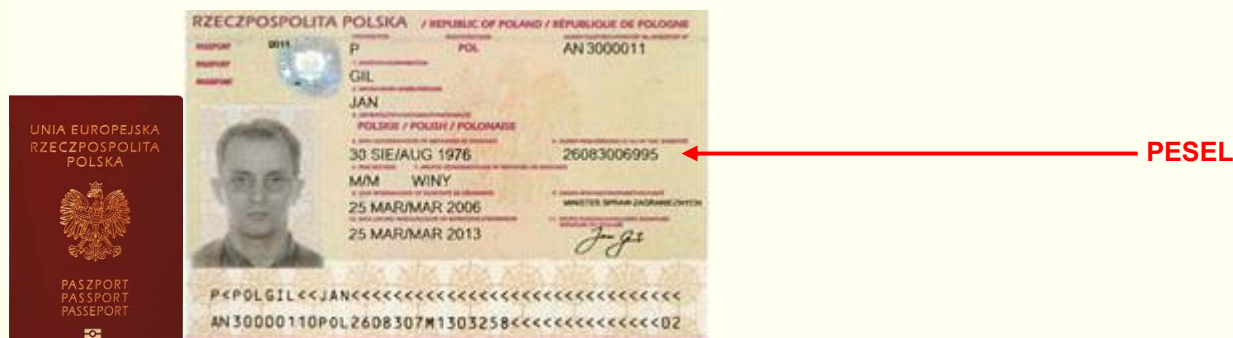 RZECZPOSPOLITA POLSKA / REPUBLIC OF POLAND / RÉPUBLIQUE DE POLOGNE
P POL AN 3000011
GIL
JAN
POLSKIE / POLISH / POLONAISE
30 SIE/AUG 1976 26083006995
M/M WINY
25 MAR/MAR 2006 MINISTER SPRAW ZAGRANICZNYCH
25 MAR/MAR 2013
P<POLGIL<<JAN<<<<<<<<<<<<<<<<<<<<<<<<<<<<<<<
AN30000110POL2608307M1303258<<<<<<<<<<<<<<02
UNIA EUROPEJSKA
RZECZPOSPOLITA
POLSKA
PASZPORT
PASSPORT
PASSEPORT
PESEL